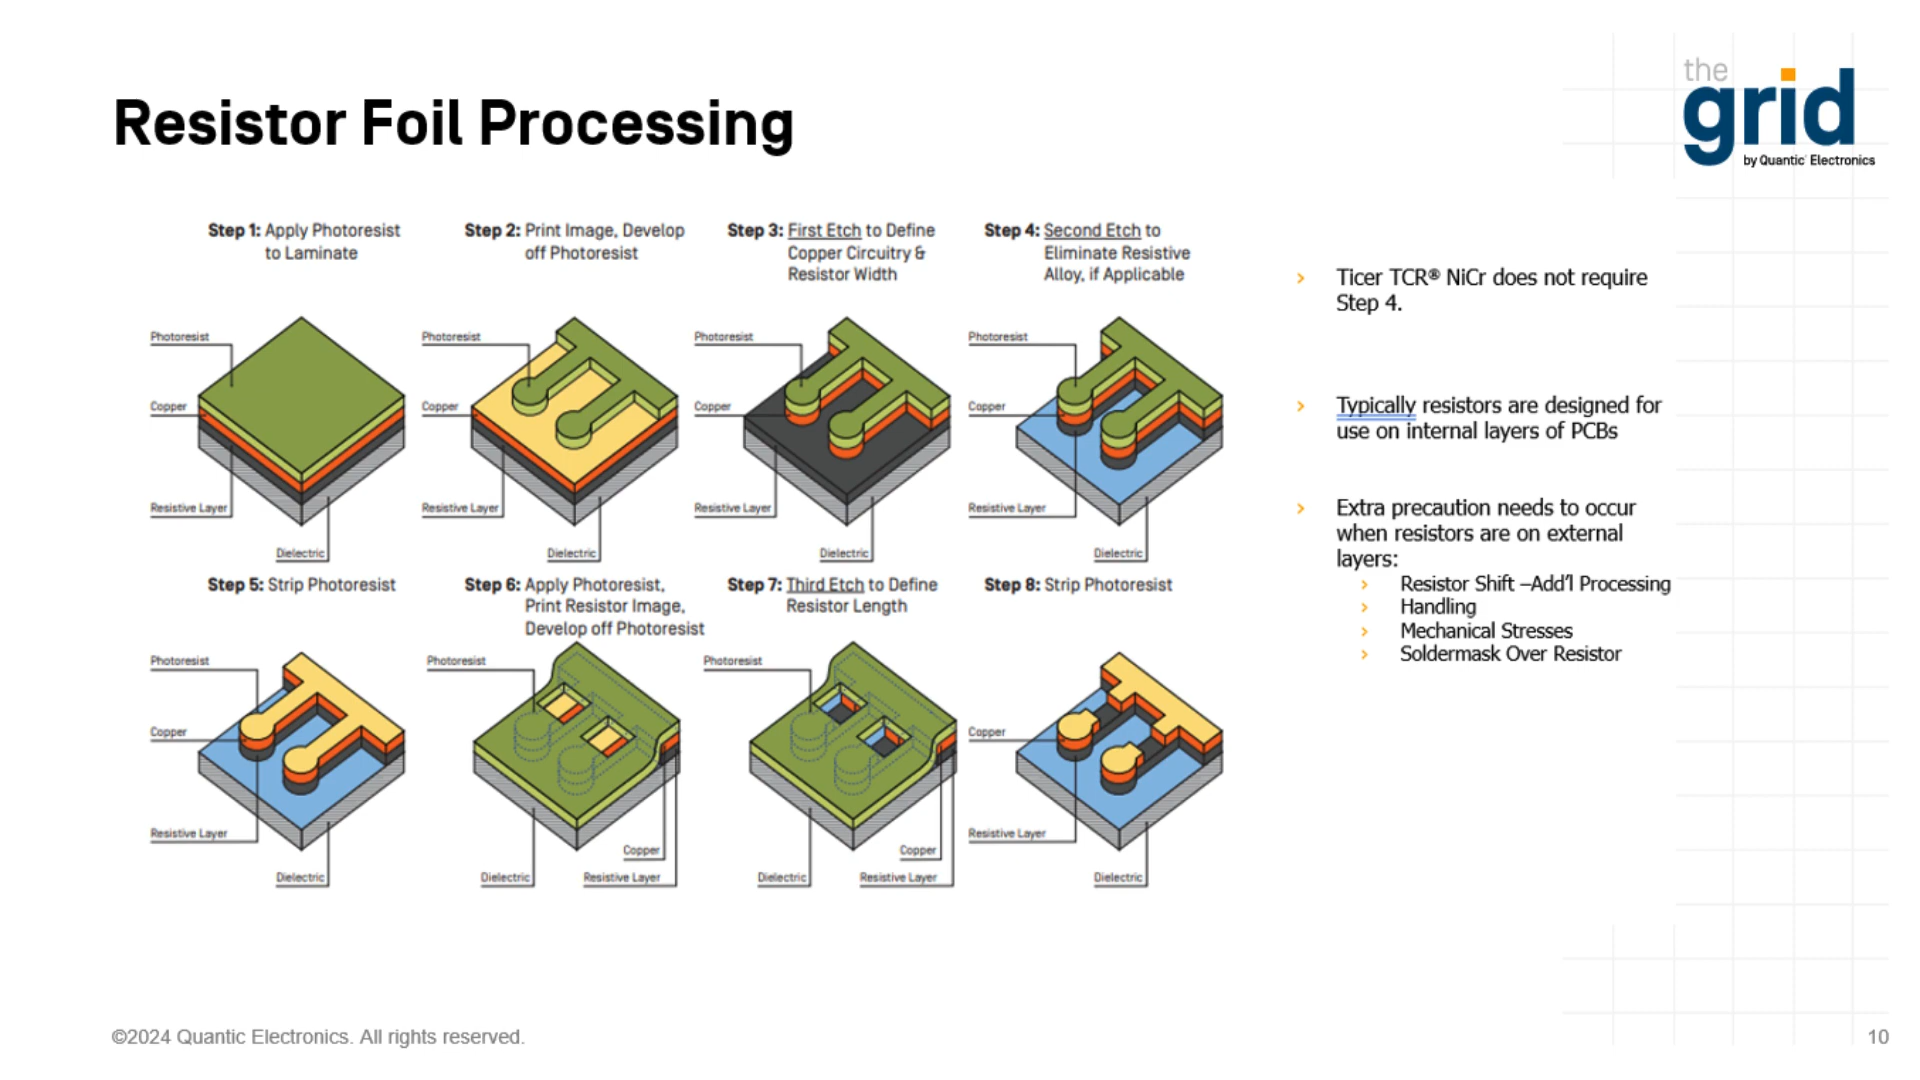 the
grid
by Quantic Electronics
Resistor Foil Processing
Step 1: Apply Photoresist
to Laminate
Photoresist
Copper
Resistive Layer
Dielectric
Step 2: Print Image, Develop
off Photoresist
Photoresist
Copper
Resistive Layer
Dielectric
Step 3: First Etch to Define
Copper Circuitry &
Resistor Width
Photoresist
Copper
Resistive Layer
Dielectric
Step 4: Second Etch to
Eliminate Resistive
Alloy, if Applicable
Photoresist
Copper
Resistive Layer
Dielectric
Step 5: Strip Photoresist
Photoresist
Copper
Resistive Layer
Dielectric
Step 6: Apply Photoresist,
Print Resistor Image,
Develop off Photoresist
Photoresist
Copper
Dielectric
Resistive Layer
Step 7: Third Etch to Define
Resistor Length
Photoresist
Copper
Dielectric
Resistive Layer
Step 8: Strip Photoresist
Copper
Resistive Layer
Dielectric
› Ticer TCR® NiCr does not require
Step 4.
› Typically resistors are designed for
use on internal layers of PCBs
› Extra precaution needs to occur
when resistors are on external
layers:
› Resistor Shift –Add'l Processing
› Handling
› Mechanical Stresses
› Soldermask Over Resistor
©2024 Quantic Electronics. All rights reserved.
10